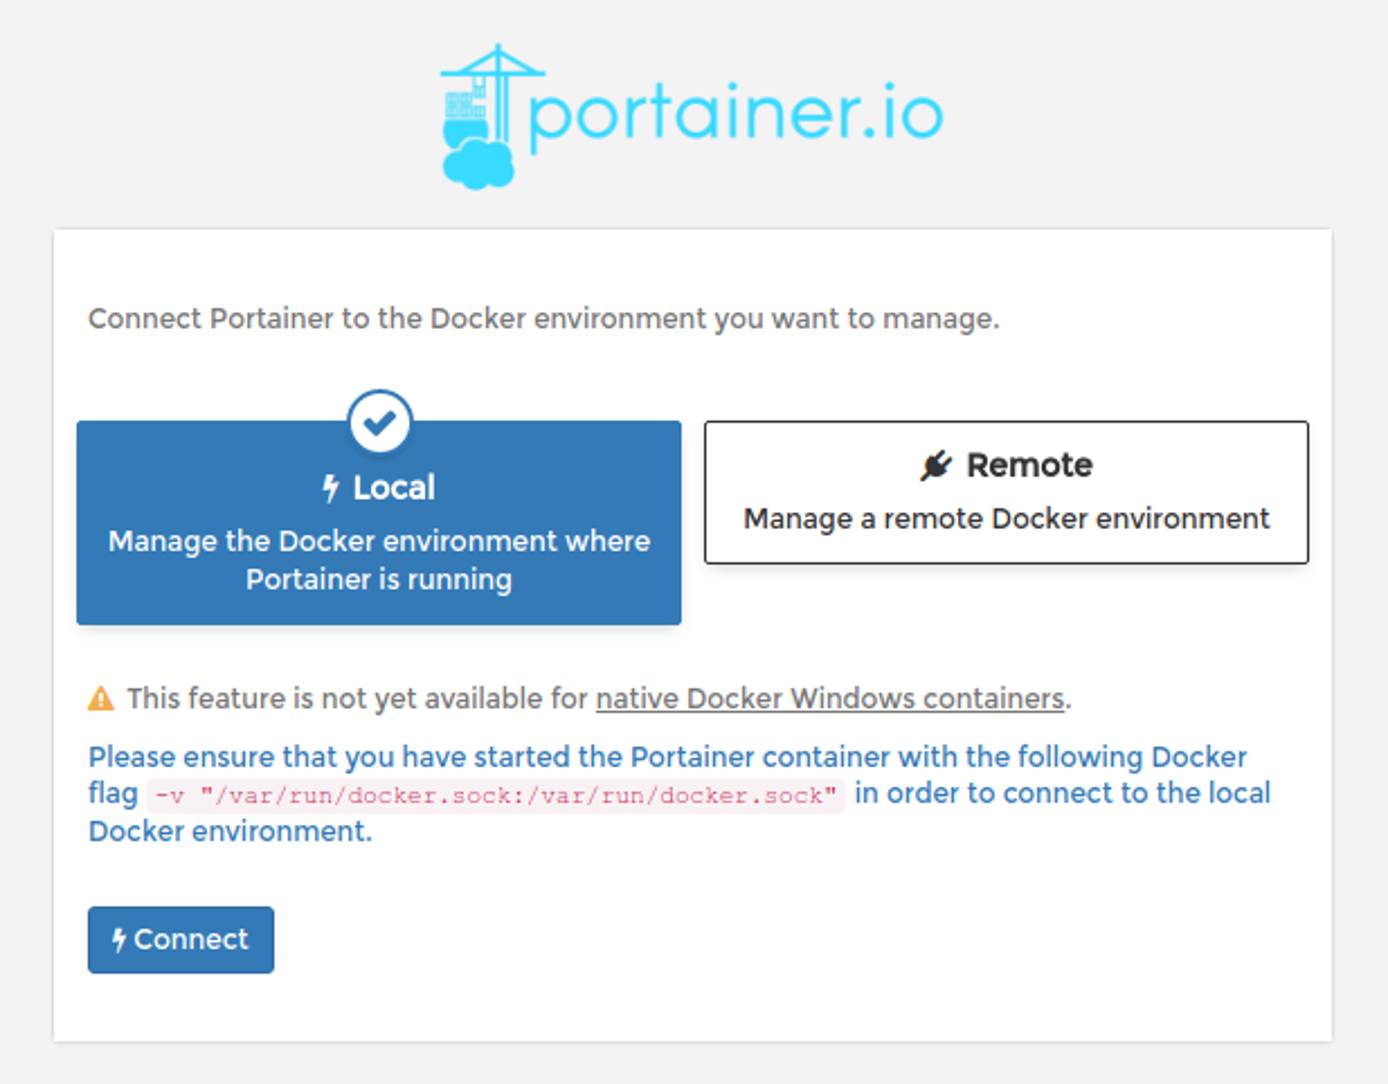 portainer.io
Connect Portainer to the Docker environment you want to manage.
Local
Manage the Docker environment where
Portainer is running
Remote
Manage a remote Docker environment
This feature is not yet available for native Docker Windows containers.
Please ensure that you have started the Portainer container with the following Docker
flag -v "/var/run/docker.sock:/var/run/docker.sock" in order to connect to the local
Docker environment.
Connect